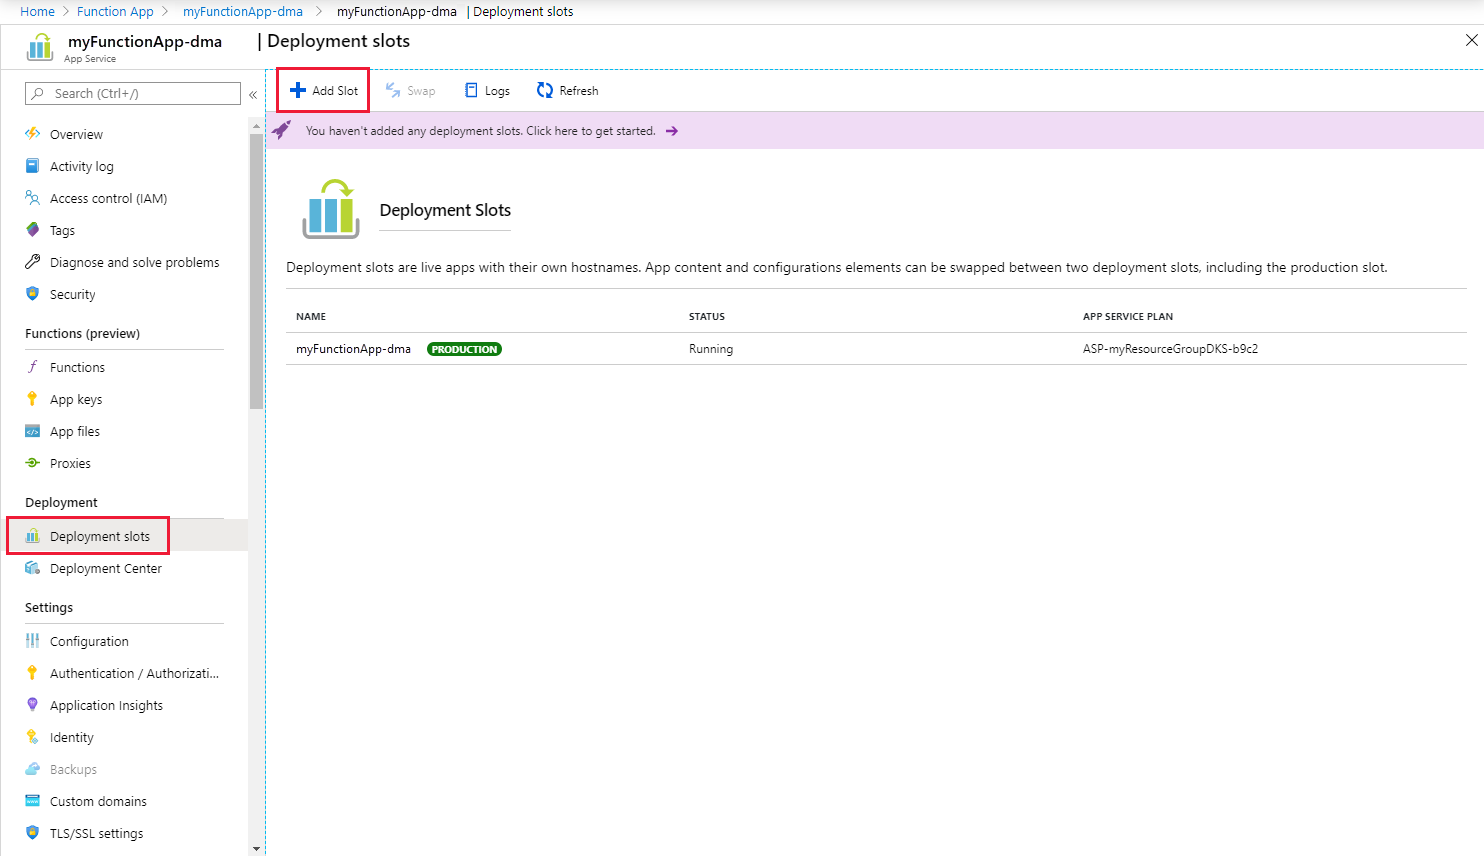 Home > Function App > myFunctionApp-dma > myFunctionApp-dma | Deployment slots
myFunctionApp-dma | Deployment slots
App Service
Search (Ctrl+/)
«
Overview
Activity log
Access control (IAM)
Tags
Diagnose and solve problems
Security
Functions (preview)
Functions
App keys
App files
Proxies
Deployment
Deployment slots
Deployment Center
Settings
Configuration
Authentication / Authorizati...
Application Insights
Identity
Backups
Custom domains
TLS/SSL settings
Add Slot Swap Logs Refresh
You haven't added any deployment slots. Click here to get started. →
Deployment Slots
Deployment slots are live apps with their own hostnames. App content and configurations elements can be swapped between two deployment slots, including the production slot.
NAME STATUS APP SERVICE PLAN
myFunctionApp-dma PRODUCTION Running ASP-myResourceGroupDKS-b9c2